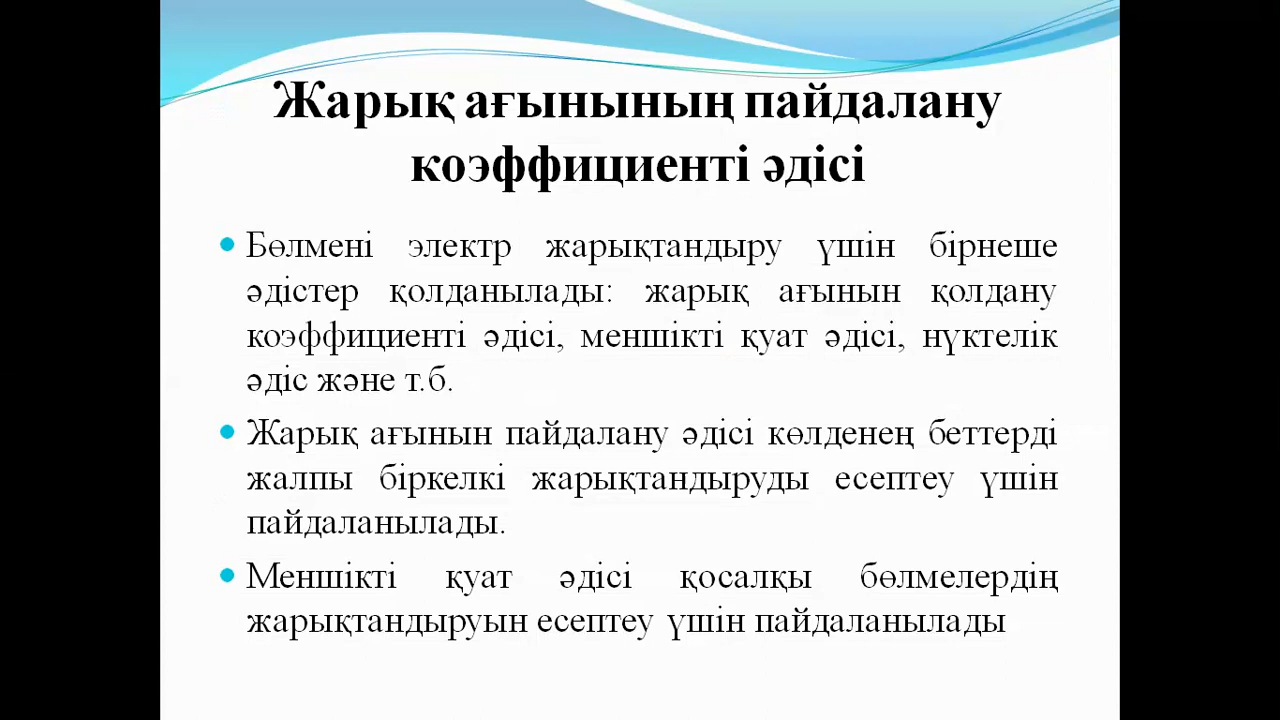 Жарық ағынының пайдалану
коэффициенті әдісі
Бөлмені электр жарықтандыру үшін бірнеше
әдістер қолданылады: жарық ағынын қолдану
коэффициенті әдісі, меншікті қуат әдісі, нүктелік
әдіс және т.б.
Жарық ағынын пайдалану әдісі көлденең беттерді
жалпы біркелкі жарықтандыруды есептеу үшін
пайдаланылады.
Меншікті қуат әдісі қосалқы бөлмелердің
жарықтандыруын есептеу үшін пайдаланылады